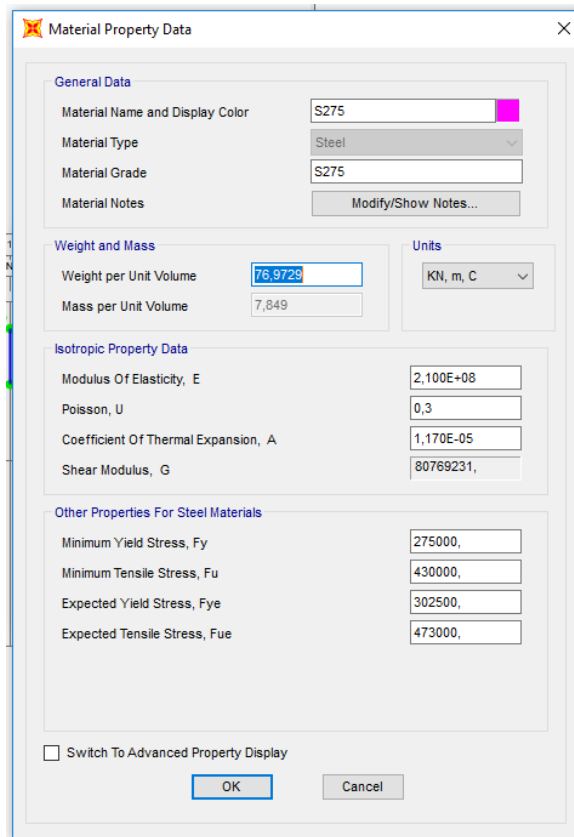 Material Property Data
General Data
Material Name and Display Color S275
Material Type Steel
Material Grade S275
Material Notes Modify/Show Notes...
Weight and Mass Units
Weight per Unit Volume 76,9729 KN, m, C
Mass per Unit Volume 7,849
Isotropic Property Data
Modulus Of Elasticity, E 2,100E+08
Poisson, U 0,3
Coefficient Of Thermal Expansion, A 1,170E-05
Shear Modulus, G 80769231,
Other Properties For Steel Materials
Minimum Yield Stress, Fy 275000,
Minimum Tensile Stress, Fu 430000,
Expected Yield Stress, Fye 302500,
Expected Tensile Stress, Fue 473000,
Switch To Advanced Property Display
OK Cancel